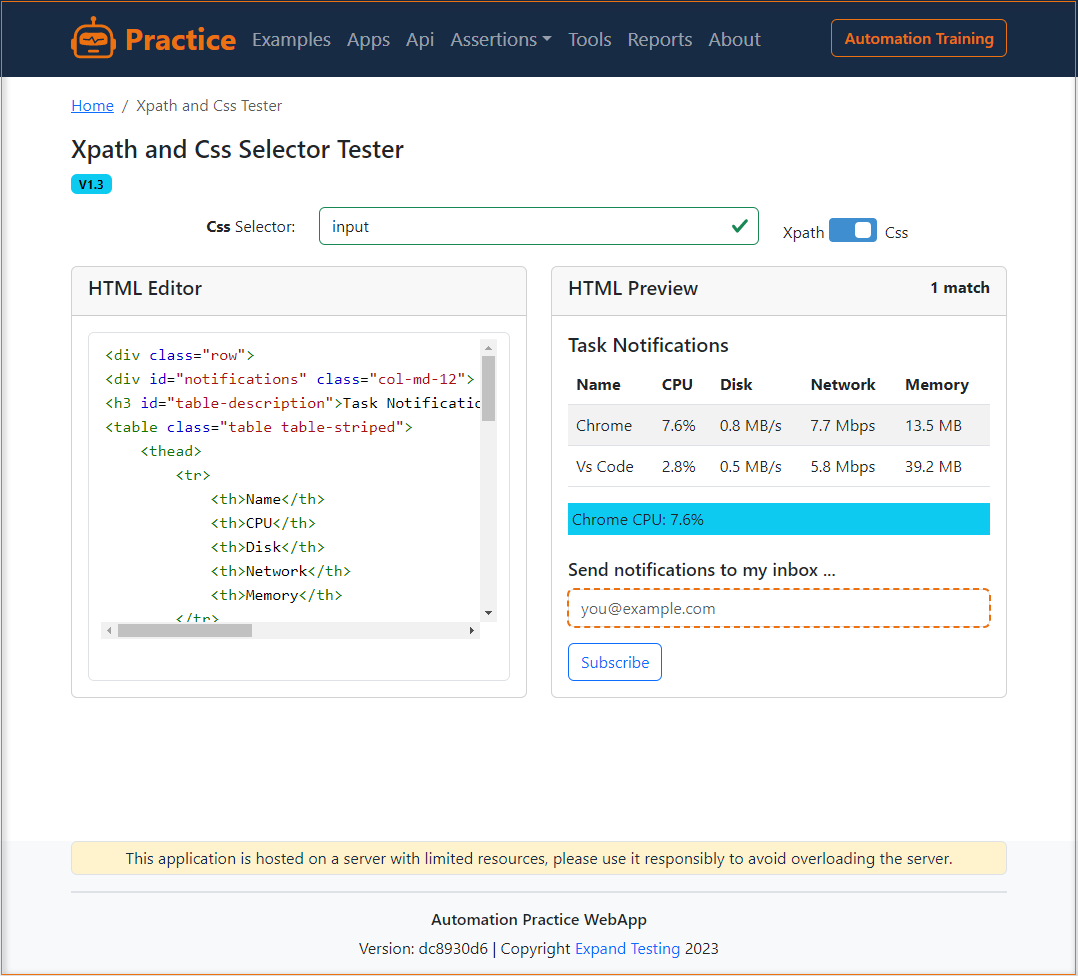 Practice Examples Apps Api Assertions Tools Reports About Automation Training
Home / Xpath and Css Tester
Xpath and Css Selector Tester
V1.3
Css Selector: input Xpath Css
HTML Editor
<div class="row">
<div id="notifications" class="col-md-12">
<h3 id="table-description">Task Notificatio
<table class="table table-striped">
<thead>
<tr>
<th>Name</th>
<th>CPU</th>
<th>Disk</th>
<th>Network</th>
<th>Memory</th>
</tr>
HTML Preview 1 match
Task Notifications
Name CPU Disk Network Memory
Chrome 7.6% 0.8 MB/s 7.7 Mbps 13.5 MB
Vs Code 2.8% 0.5 MB/s 5.8 Mbps 39.2 MB
Chrome CPU: 7.6%
Send notifications to my inbox ...
you@example.com
Subscribe
This application is hosted on a server with limited resources, please use it responsibly to avoid overloading the server.
Automation Practice WebApp
Version: dc8930d6 | Copyright Expand Testing 2023